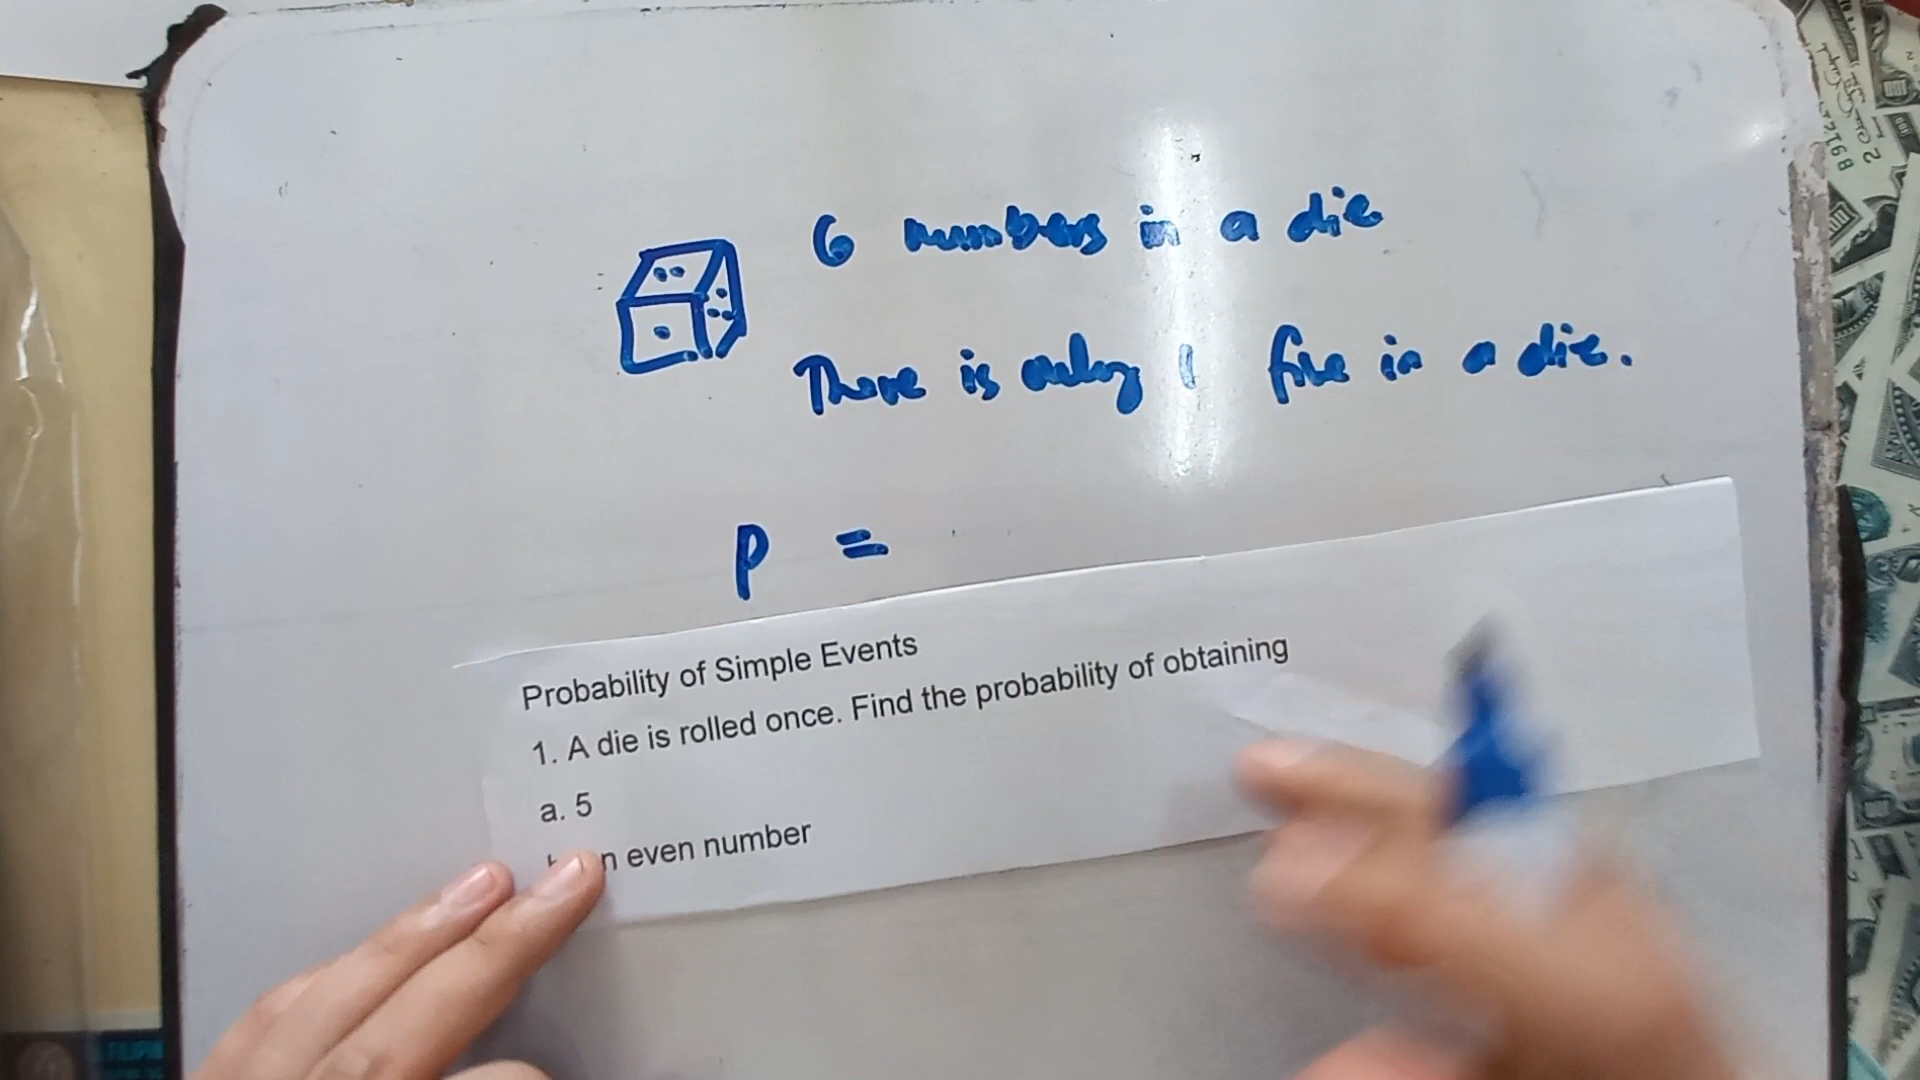 6 numbers in a die
There is only 1 five in a die.
P =
Probability of Simple Events
1. A die is rolled once. Find the probability of obtaining
a. 5
n even number
FILIPIN